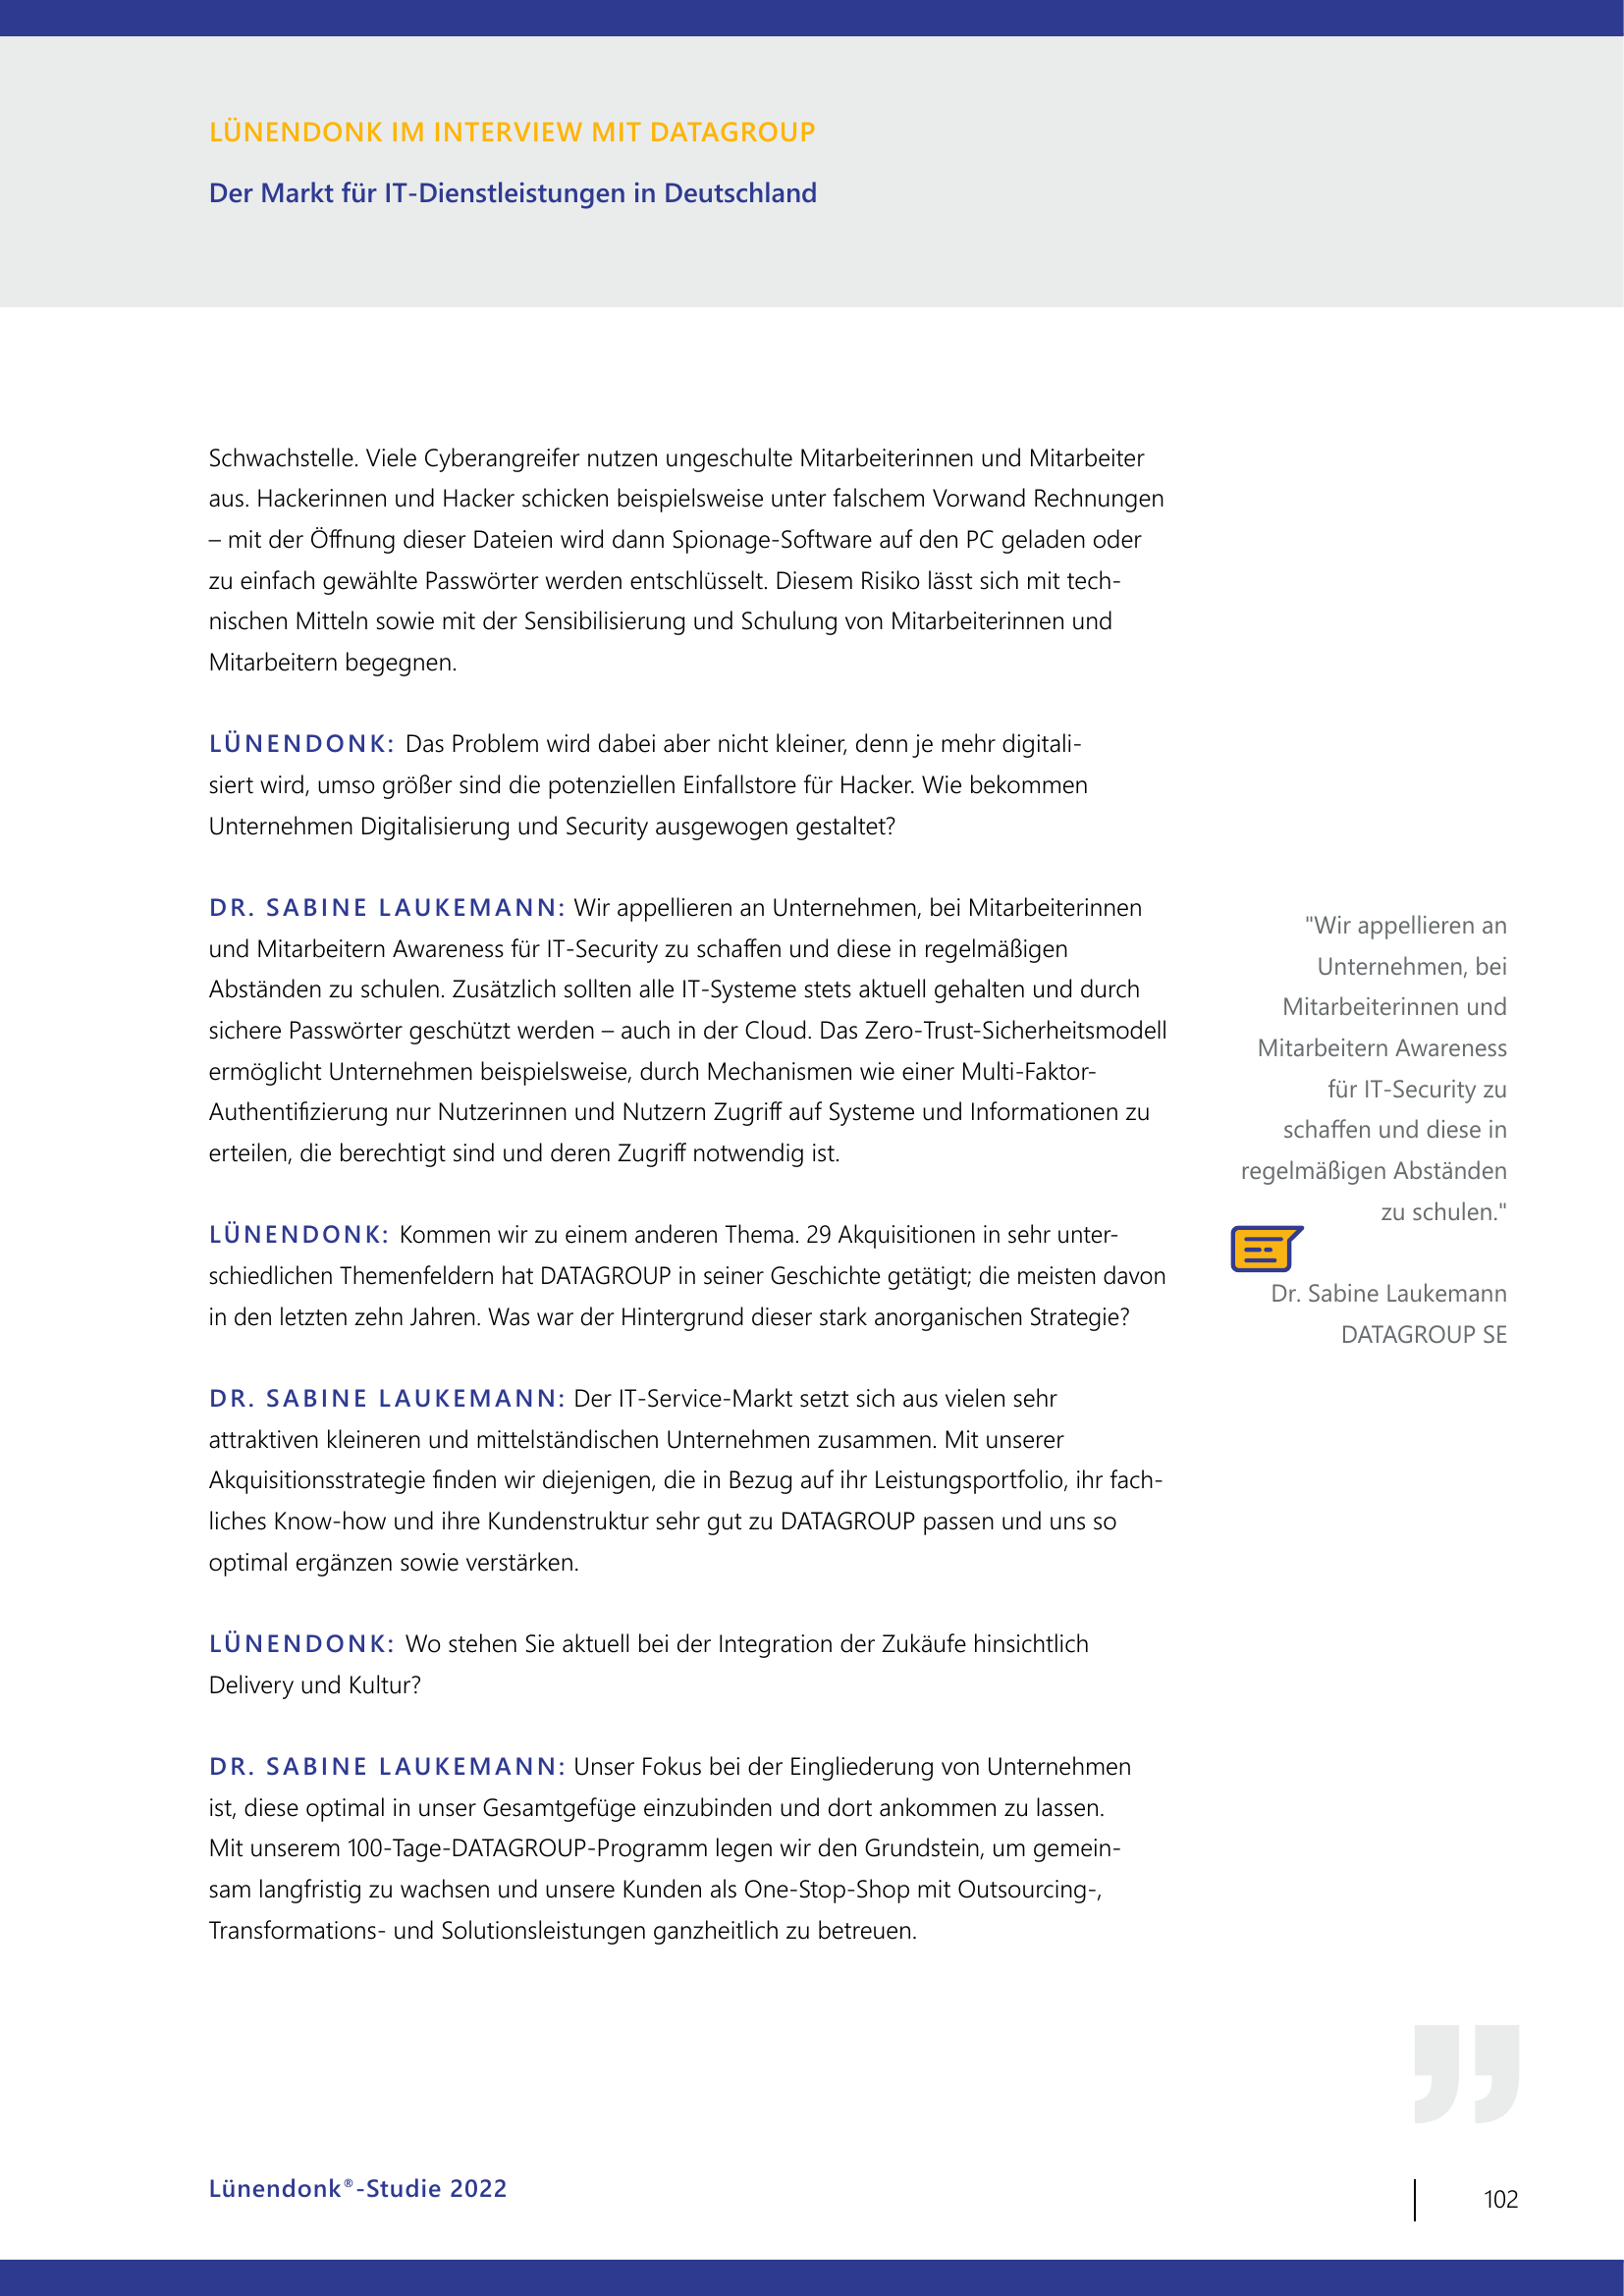 LÜNENDONK IM INTERVIEW MIT DATAGROUP
Der Markt für IT-Dienstleistungen in Deutschland
Schwachstelle. Viele Cyberangreifer nutzen ungeschulte Mitarbeiterinnen und Mitarbeiter
aus. Hackerinnen und Hacker schicken beispielsweise unter falschem Vorwand Rechnungen
– mit der Öffnung dieser Dateien wird dann Spionage-Software auf den PC geladen oder
zu einfach gewählte Passwörter werden entschlüsselt. Diesem Risiko lässt sich mit tech-
nischen Mitteln sowie mit der Sensibilisierung und Schulung von Mitarbeiterinnen und
Mitarbeitern begegnen.
LÜNENDONK: Das Problem wird dabei aber nicht kleiner, denn je mehr digitali-
siert wird, umso größer sind die potenziellen Einfallstore für Hacker. Wie bekommen
Unternehmen Digitalisierung und Security ausgewogen gestaltet?
DR. SABINE LAUKEMANN: Wir appellieren an Unternehmen, bei Mitarbeiterinnen
und Mitarbeitern Awareness für IT-Security zu schaffen und diese in regelmäßigen
Abständen zu schulen. Zusätzlich sollten alle IT-Systeme stets aktuell gehalten und durch
sichere Passwörter geschützt werden – auch in der Cloud. Das Zero-Trust-Sicherheitsmodell
ermöglicht Unternehmen beispielsweise, durch Mechanismen wie einer Multi-Faktor-
Authentifizierung nur Nutzerinnen und Nutzern Zugriff auf Systeme und Informationen zu
erteilen, die berechtigt sind und deren Zugriff notwendig ist.
LÜNENDONK: Kommen wir zu einem anderen Thema. 29 Akquisitionen in sehr unter-
schiedlichen Themenfeldern hat DATAGROUP in seiner Geschichte getätigt; die meisten davon
in den letzten zehn Jahren. Was war der Hintergrund dieser stark anorganischen Strategie?
DR. SABINE LAUKEMANN: Der IT-Service-Markt setzt sich aus vielen sehr
attraktiven kleineren und mittelständischen Unternehmen zusammen. Mit unserer
Akquisitionsstrategie finden wir diejenigen, die in Bezug auf ihr Leistungsportfolio, ihr fach-
liches Know-how und ihre Kundenstruktur sehr gut zu DATAGROUP passen und uns so
optimal ergänzen sowie verstärken.
LÜNENDONK: Wo stehen Sie aktuell bei der Integration der Zukäufe hinsichtlich
Delivery und Kultur?
DR. SABINE LAUKEMANN: Unser Fokus bei der Eingliederung von Unternehmen
ist, diese optimal in unser Gesamtgefüge einzubinden und dort ankommen zu lassen.
Mit unserem 100-Tage-DATAGROUP-Programm legen wir den Grundstein, um gemein-
sam langfristig zu wachsen und unsere Kunden als One-Stop-Shop mit Outsourcing-,
Transformations- und Solutionsleistungen ganzheitlich zu betreuen.
"Wir appellieren an
Unternehmen, bei
Mitarbeiterinnen und
Mitarbeitern Awareness
für IT-Security zu
schaffen und diese in
regelmäßigen Abständen
zu schulen."
Dr. Sabine Laukemann
DATAGROUP SE
Lünendonk®-Studie 2022
102